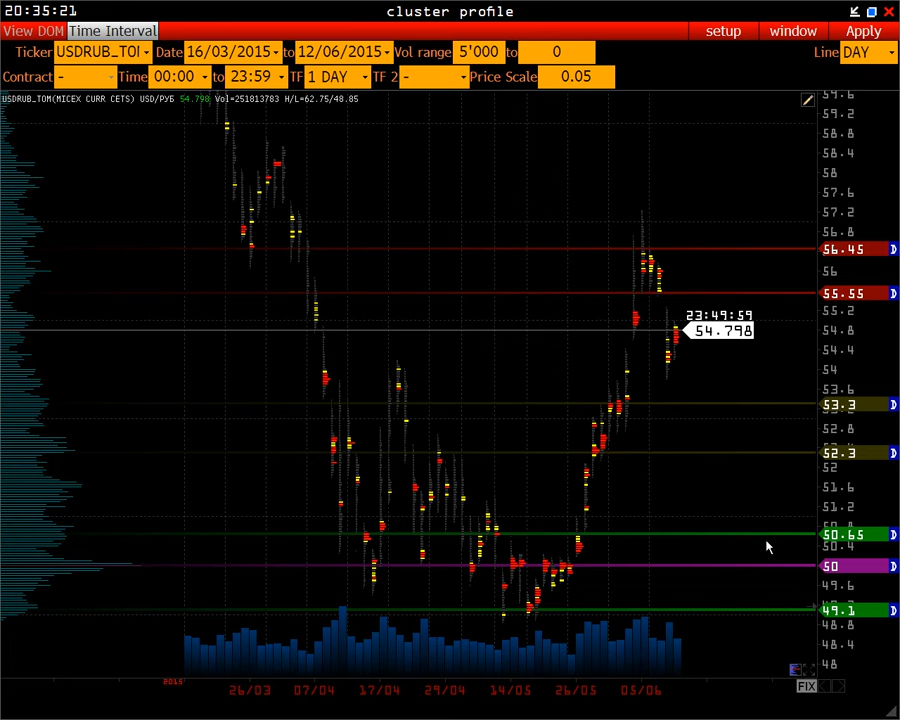 20:35:21 cluster profile
View DOM Time Interval setup window Apply
Ticker USDRUB_TO Date 16/03/2015 to 12/06/2015 Vol range 5'000 to 0 Line DAY
Contract - Time 00:00 to 23:59 TF 1 DAY TF 2 - Price Scale 0.05
USDRUB_TOM(MICEX CURR CETS) USD/РУБ 54.798 Vol=251813783 H/L=62.75/48.85
59.6
59.2
58.8
58.4
58
57.6
57.2
56.8
56.45 D
56
55.55 D
55.2
23:49:59
54.798
54.8
54.4
54
53.6
53.3 D
52.8
52.3 D
52
51.6
51.2
50.65 D
50.4
50 D
49.6
49.1 D
48.8
48.4
48
2015 26/03 07/04 17/04 29/04 14/05 26/05 05/06 FIX